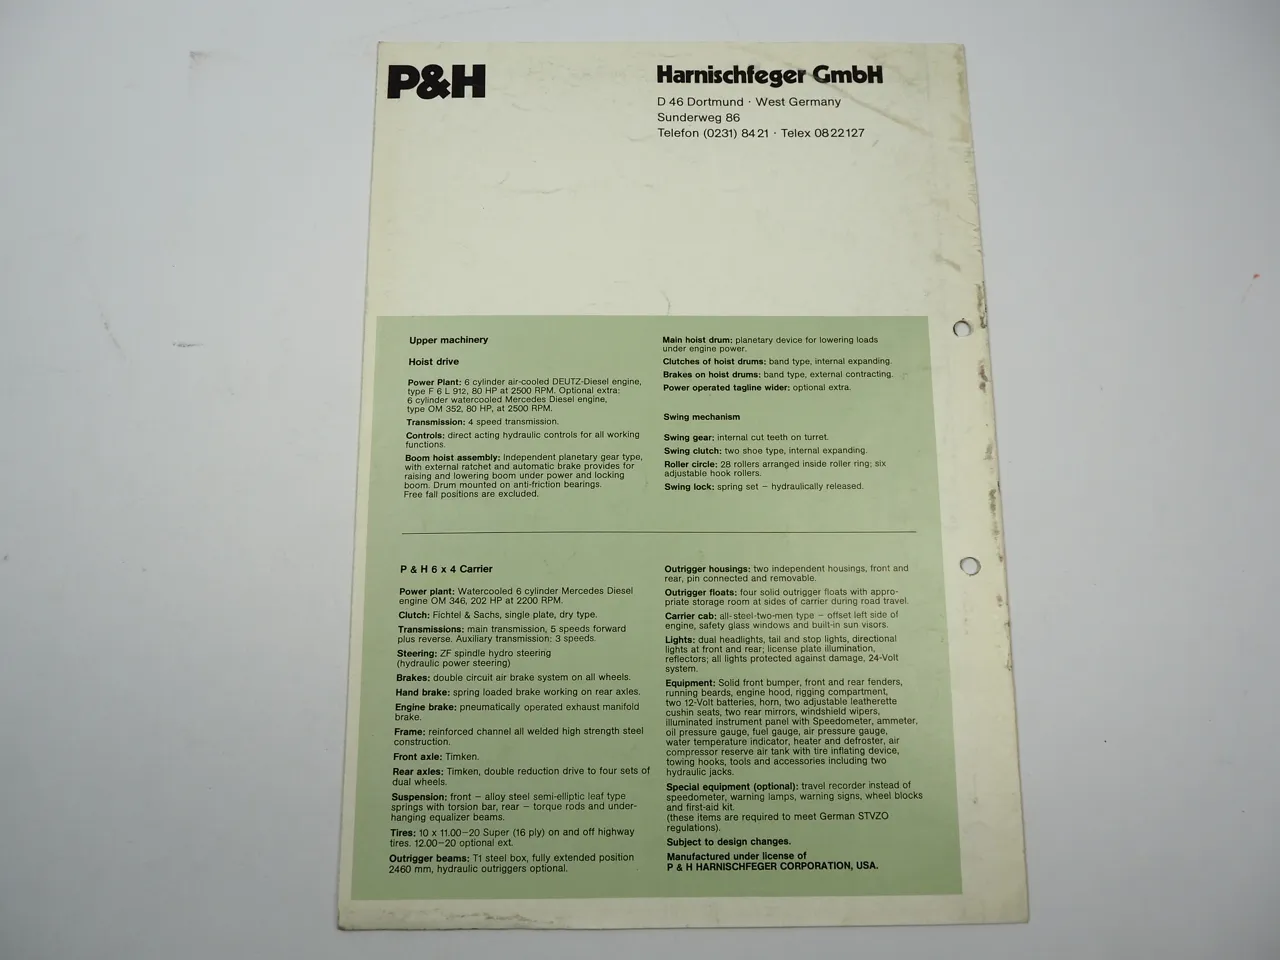 P&H
Harnischfeger GmbH
D 46 Dortmund · West Germany
Sunderweg 86
Telefon (0231) 84 21 · Telex 08 22 127
Upper machinery
Hoist drive
Power Plant: 6 cylinder air-cooled DEUTZ-Diesel engine,
type F 6 L 912, 80 HP at 2500 RPM. Optional extra:
6 cylinder watercooled Mercedes Diesel engine,
type OM 352, 80 HP, at 2500 RPM.
Transmission: 4 speed transmission.
Controls: direct acting hydraulic controls for all working
functions.
Boom hoist assembly: Independent planetary gear type,
with external ratchet and automatic brake provides for
raising and lowering boom under power and locking
boom. Drum mounted on anti-friction bearings.
Free fall positions are excluded.
Main hoist drum: planetary device for lowering loads
under engine power.
Clutches of hoist drums: band type, internal expanding.
Brakes on hoist drums: band type, external contracting.
Power operated tagline wider: optional extra.
Swing mechanism
Swing gear: internal cut teeth on turret.
Swing clutch: two shoe type, internal expanding.
Roller circle: 28 rollers arranged inside roller ring; six
adjustable hook rollers.
Swing lock: spring set – hydraulically released.
P & H 6 x 4 Carrier
Power plant: Watercooled 6 cylinder Mercedes Diesel
engine OM 346, 202 HP at 2200 RPM.
Clutch: Fichtel & Sachs, single plate, dry type.
Transmissions: main transmission, 5 speeds forward
plus reverse. Auxiliary transmission: 3 speeds.
Steering: ZF spindle hydro steering
(hydraulic power steering)
Brakes: double circuit air brake system on all wheels.
Hand brake: spring loaded brake working on rear axles.
Engine brake: pneumatically operated exhaust manifold
brake.
Frame: reinforced channel all welded high strength steel
construction.
Front axle: Timken.
Rear axles: Timken, double reduction drive to four sets of
dual wheels.
Suspension: front – alloy steel semi-elliptic leaf type
springs with torsion bar, rear – torque rods and under-
hanging equalizer beams.
Tires: 10 x 11.00–20 Super (16 ply) on and off highway
tires. 12.00–20 optional ext.
Outrigger beams: T1 steel box, fully extended position
2460 mm, hydraulic outriggers optional.
Outrigger housings: two independent housings, front and
rear, pin connected and removable.
Outrigger floats: four solid outrigger floats with appro-
priate storage room at sides of carrier during road travel.
Carrier cab: all-steel-two-men type – offset left side of
engine, safety glass windows and built-in sun visors.
Lights: dual headlights, tail and stop lights, directional
lights at front and rear; license plate illumination,
reflectors; all lights protected against damage, 24-Volt
system.
Equipment: Solid front bumper, front and rear fenders,
running beards, engine hood, rigging compartment,
two 12-Volt batteries, horn, two adjustable leatherette
cushin seats, two rear mirrors, windshield wipers,
illuminated instrument panel with Speedometer, ammeter,
oil pressure gauge, fuel gauge, air pressure gauge,
water temperature indicator, heater and defroster, air
compressor reserve air tank with tire inflating device,
towing hooks, tools and accessories including two
hydraulic jacks.
Special equipment (optional): travel recorder instead of
speedometer, warning lamps, warning signs, wheel blocks
and first-aid kit.
(these items are required to meet German STVZO
regulations).
Subject to design changes.
Manufactured under license of
P & H HARNISCHFEGER CORPORATION, USA.